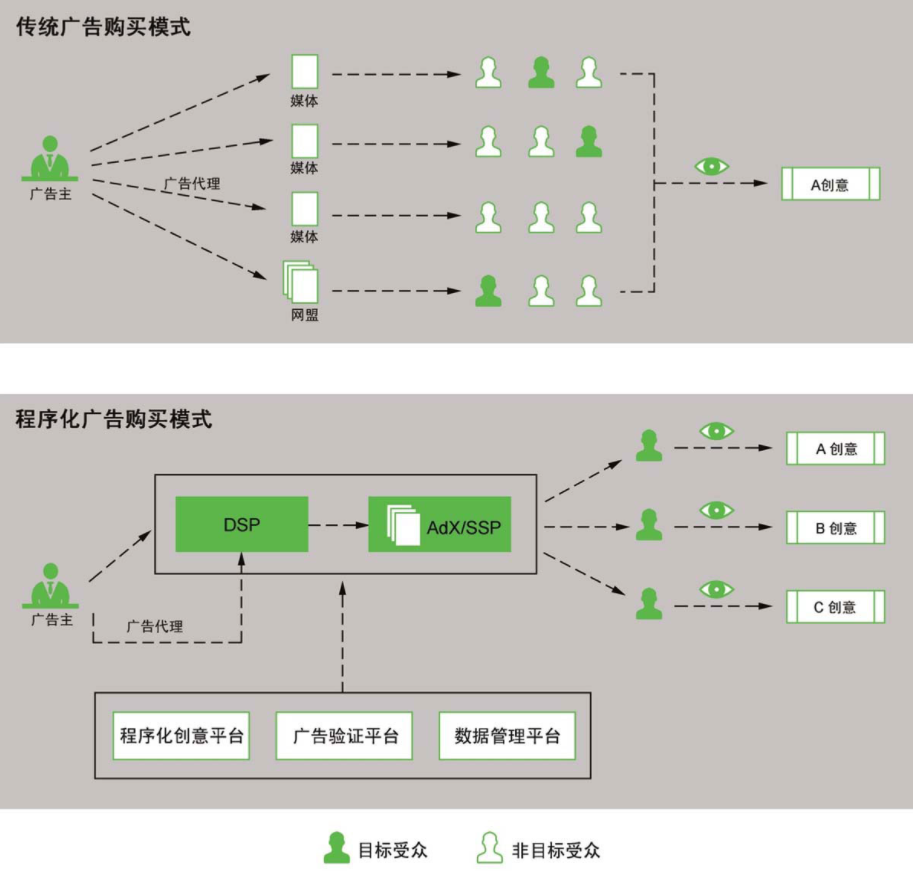 传统广告购买模式
媒体
媒体
广告主
广告代理
A创意
媒体
网盟
程序化广告购买模式
A 创意
DSP
AdX/SSP
B 创意
广告主
广告代理
C 创意
程序化创意平台
广告验证平台
数据管理平台
目标受众
非目标受众